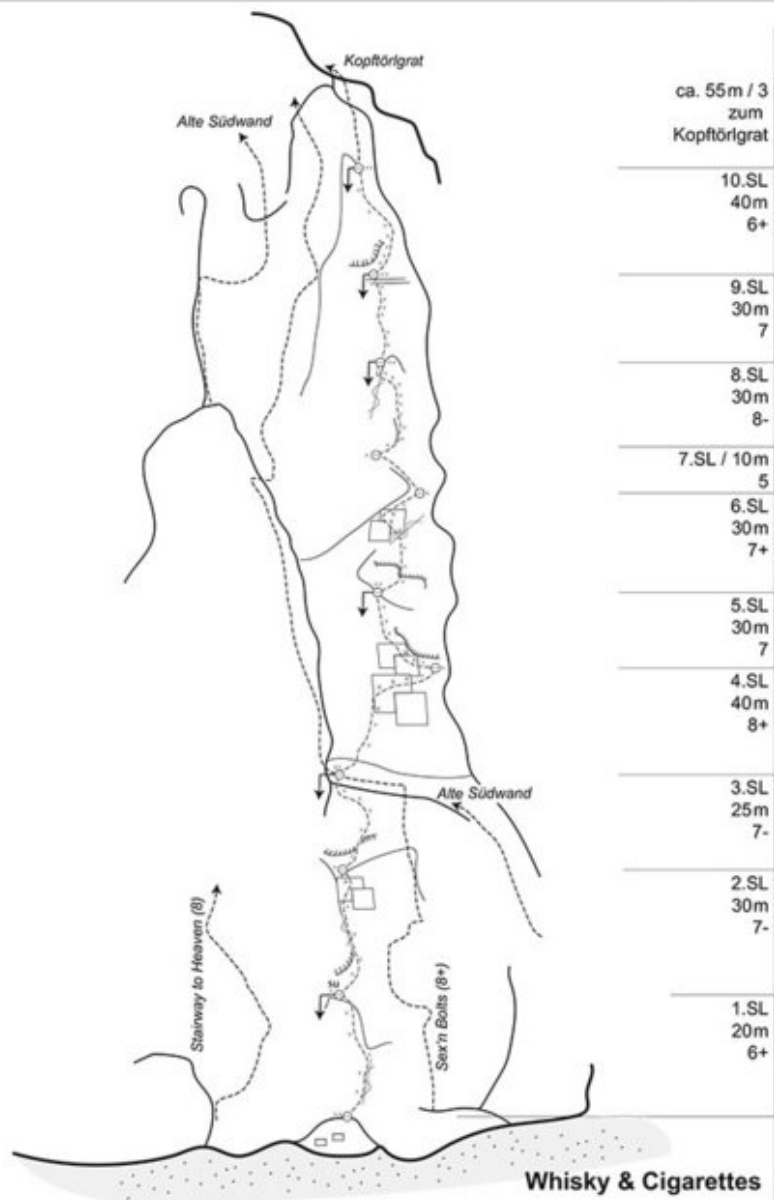 Kopftörlgrat
Alte Südwand
ca. 55m / 3
zum
Kopftörlgrat
10.SL
40m
6+
9.SL
30m
7
8.SL
30m
8-
7.SL / 10m
5
6.SL
30m
7+
5.SL
30m
7
4.SL
40m
8+
3.SL
25m
7-
Alte Südwand
2.SL
30m
7-
Stairway to Heaven (8)
Sex'n Bolts (8+)
1.SL
20m
6+
Whisky & Cigarettes